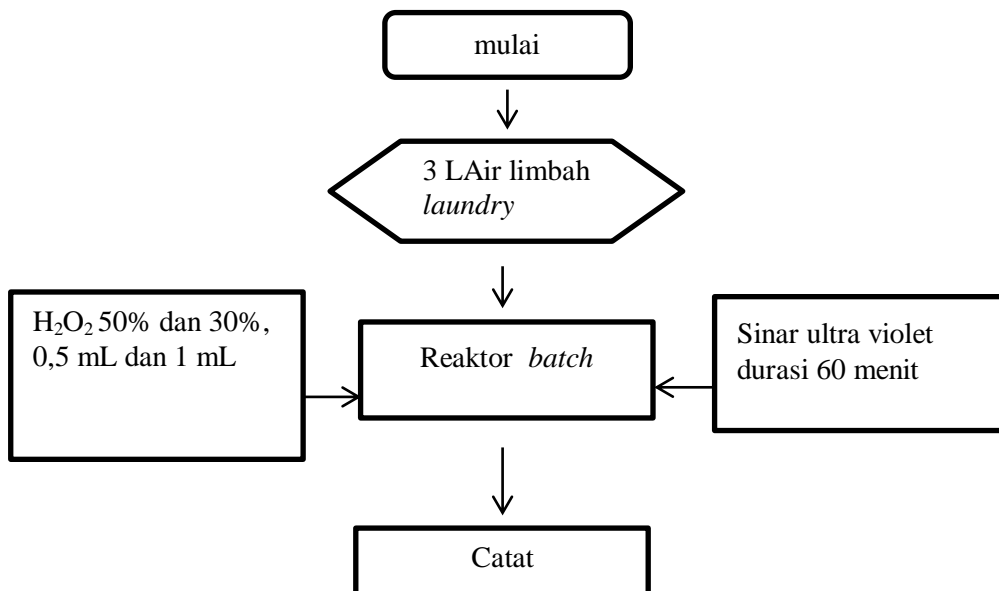 mulai
3 LAir limbah
laundry
H₂O₂ 50% dan 30%,
0,5 mL dan 1 mL
Reaktor batch
Sinar ultra violet
durasi 60 menit
Catat